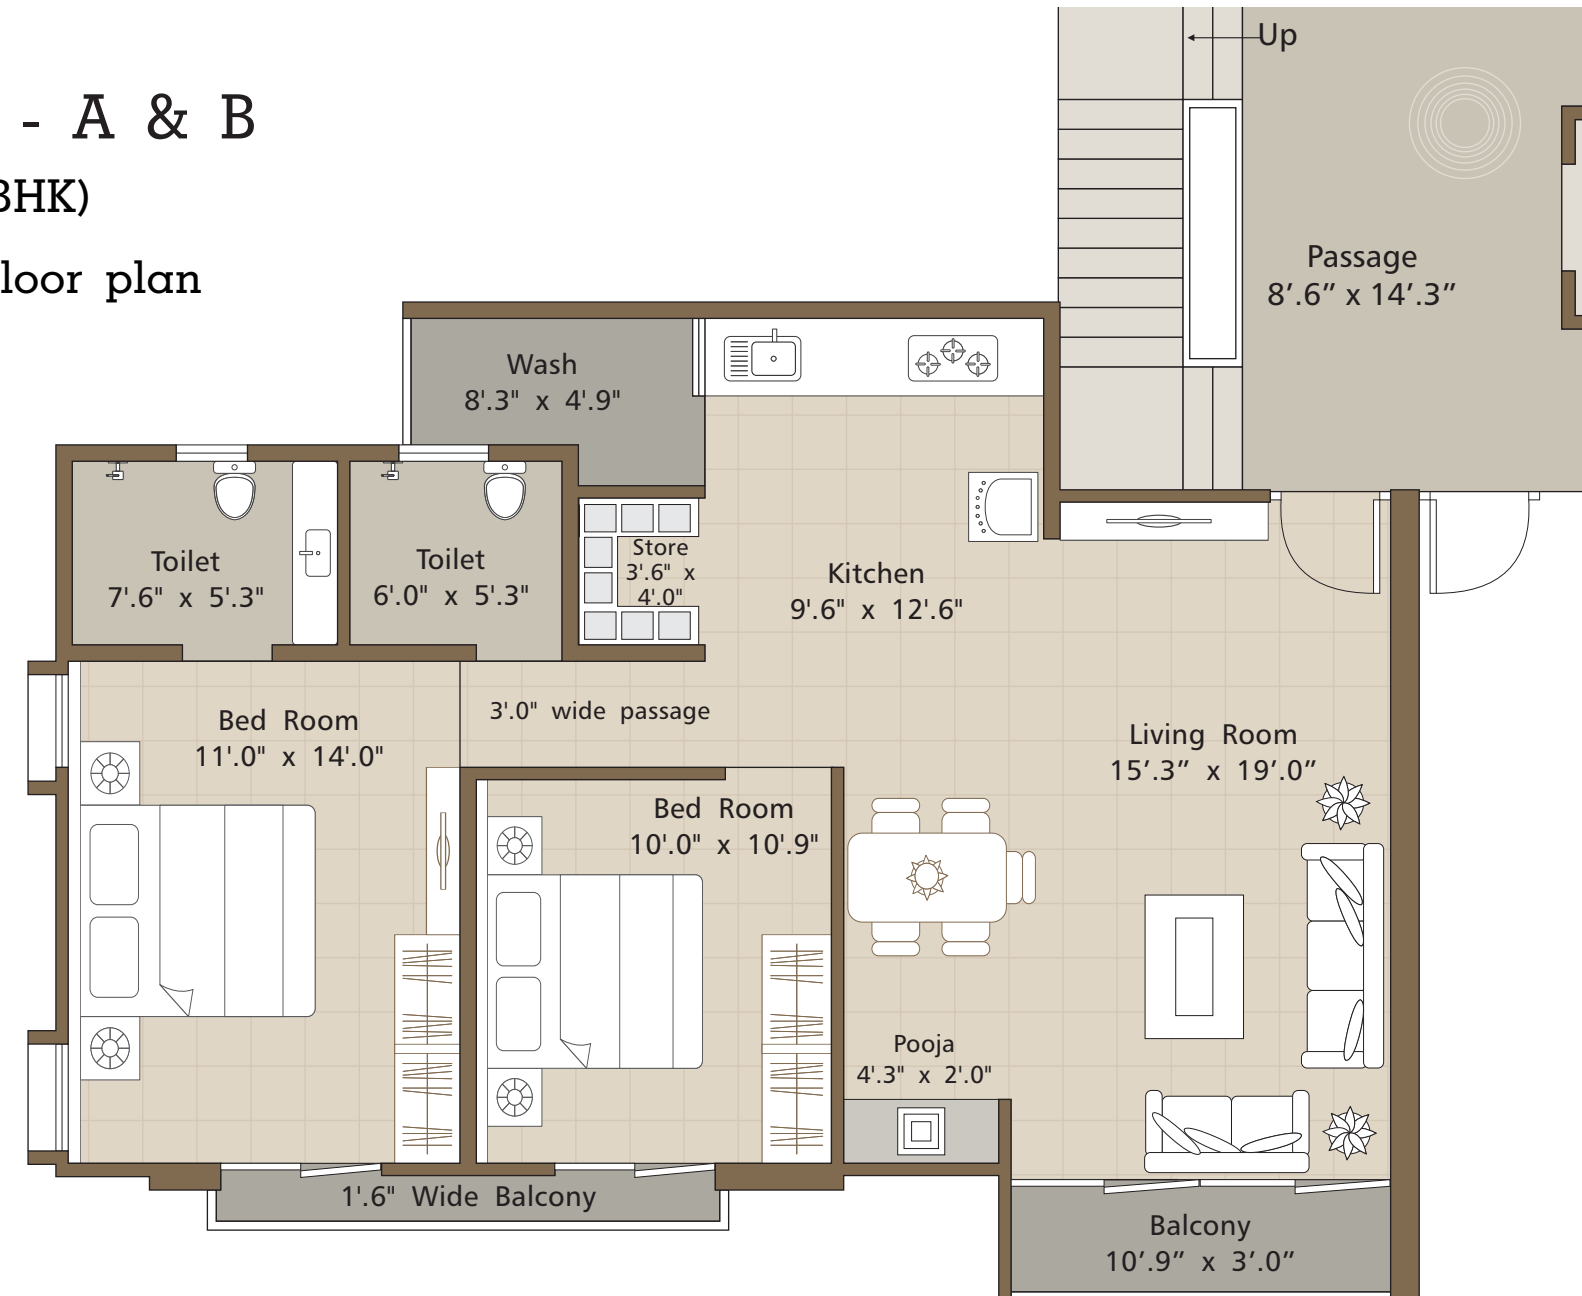 - A & B
BHK)
loor plan
Up
Passage
8’.6” x 14’.3”
Wash
8'.3" x 4'.9"
Toilet
7'.6" x 5'.3"
Toilet
6'.0" x 5'.3"
Store
3'.6" x
4'.0"
Kitchen
9'.6" x 12'.6"
Bed Room
11'.0" x 14'.0"
3'.0" wide passage
Living Room
15’.3” x 19’.0”
Bed Room
10'.0" x 10'.9"
Pooja
4'.3" x 2'.0"
1'.6" Wide Balcony
Balcony
10’.9” x 3’.0”